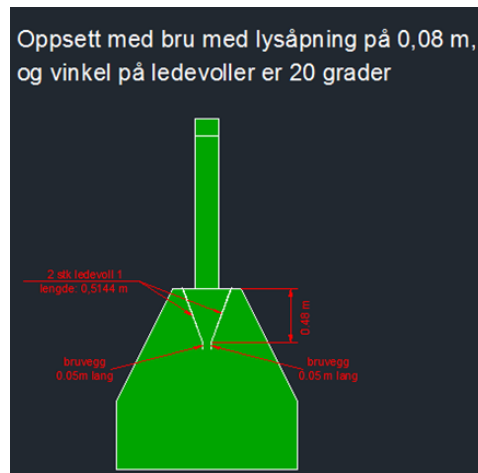 Oppsett med bru med lysåpning på 0,08 m,
og vinkel på ledevoller er 20 grader
2 stk ledevoll 1
lengde: 0,5144 m
0.48 m
bruvegg
0.05m lang
bruvegg
0.05 m lang